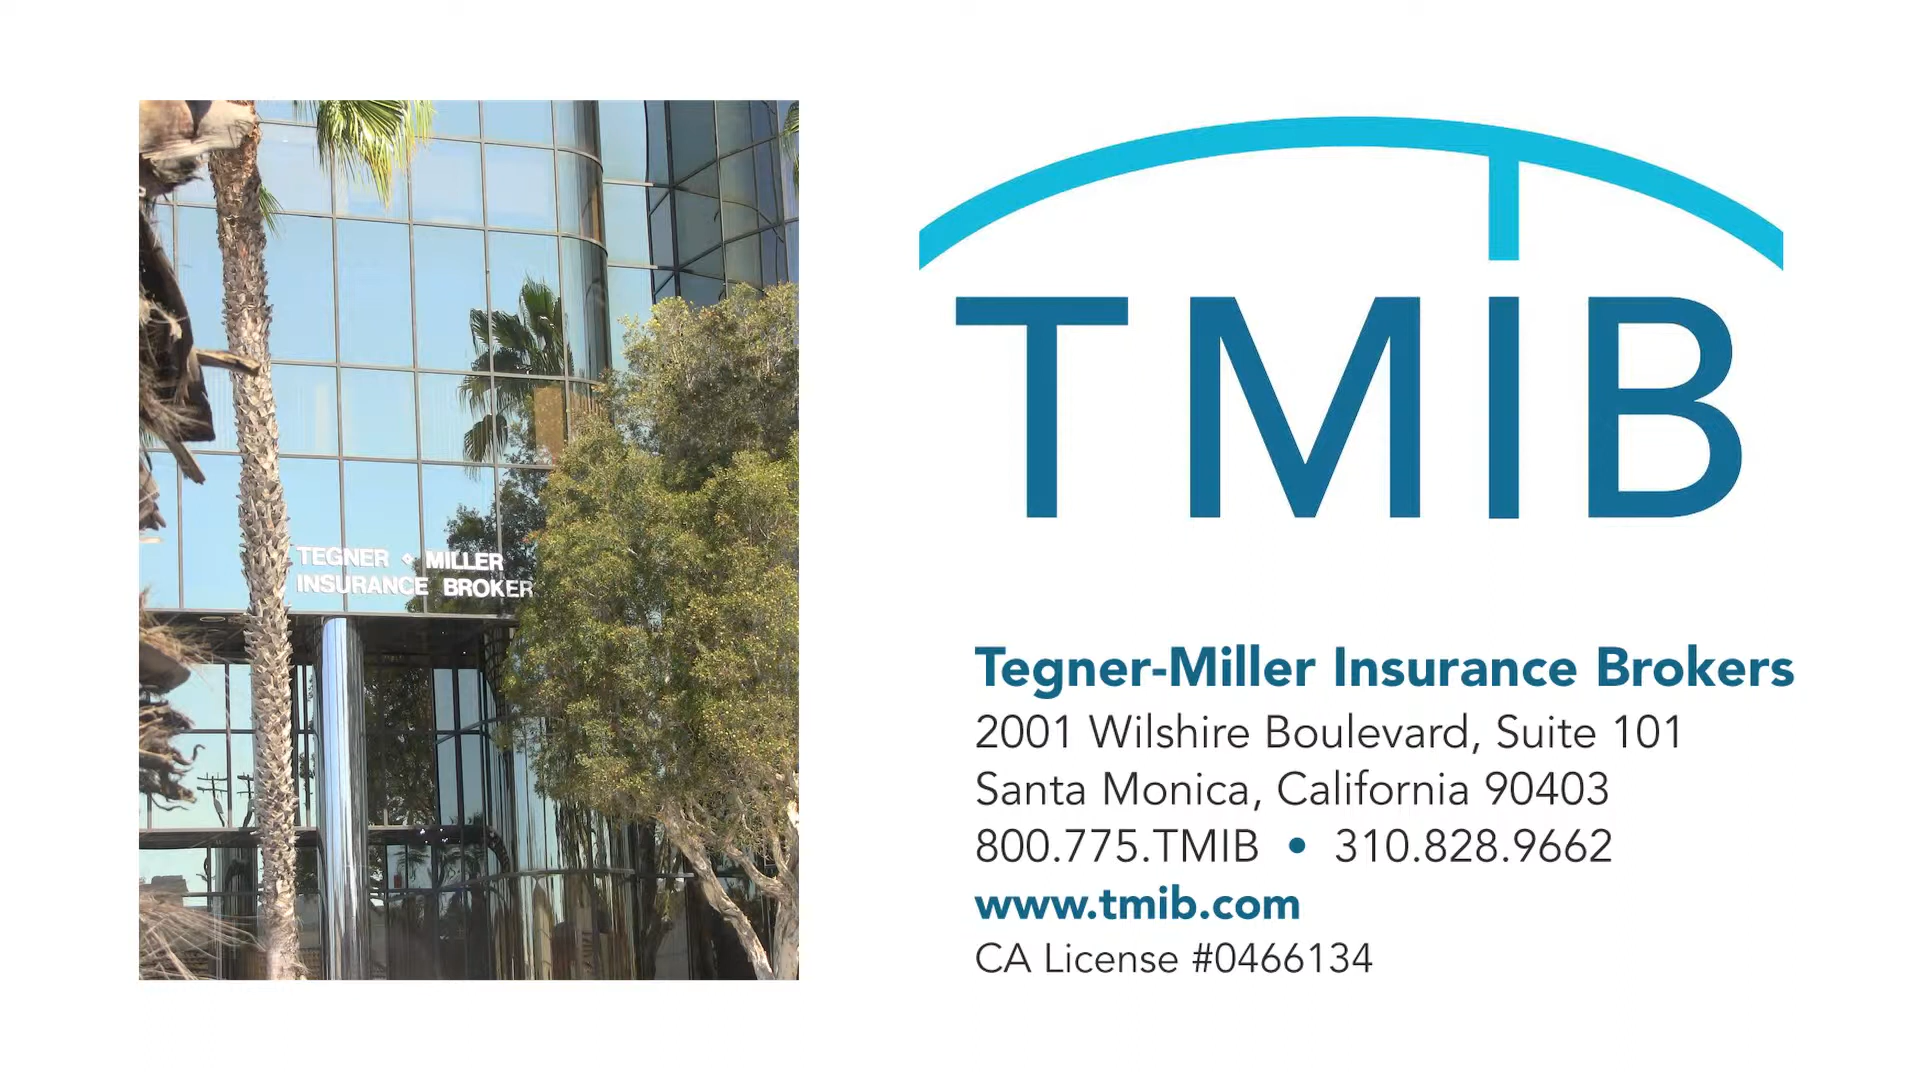 TEGNER MILLER
INSURANCE BROKER
TMIB
Tegner-Miller Insurance Brokers
2001 Wilshire Boulevard, Suite 101
Santa Monica, California 90403
800.775.TMIB • 310.828.9662
www.tmib.com
CA License #0466134